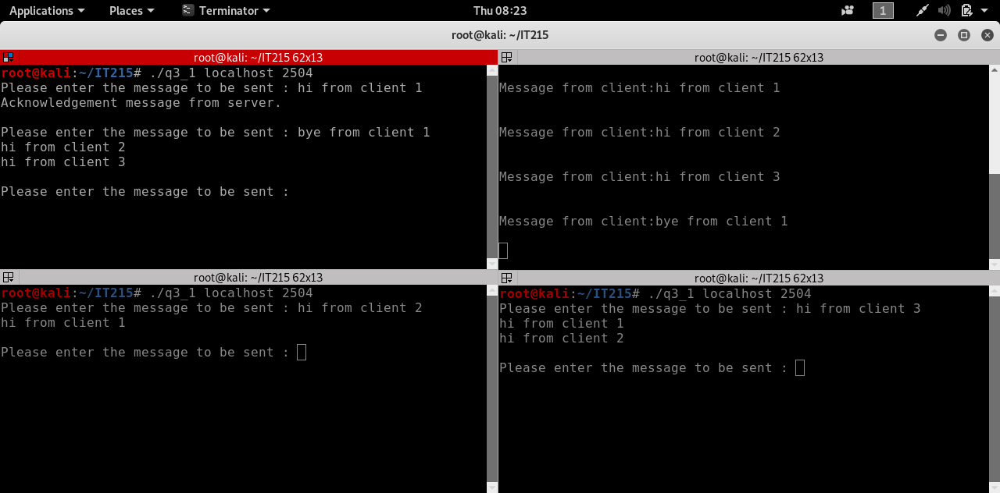 Applications Places Terminator Thu 08:23 1
root@kali: ~/IT215
root@kali: ~/IT215 62x13
root@kali:~/IT215# ./q3_1 localhost 2504
Please enter the message to be sent : hi from client 1
Acknowledgement message from server.
Please enter the message to be sent : bye from client 1
hi from client 2
hi from client 3
Please enter the message to be sent :
root@kali: ~/IT215 62x13
Message from client:hi from client 1
Message from client:hi from client 2
Message from client:hi from client 3
Message from client:bye from client 1
root@kali: ~/IT215 62x13
root@kali:~/IT215# ./q3_1 localhost 2504
Please enter the message to be sent : hi from client 2
hi from client 1
Please enter the message to be sent :
root@kali: ~/IT215 62x13
root@kali:~/IT215# ./q3_1 localhost 2504
Please enter the message to be sent : hi from client 3
hi from client 1
hi from client 2
Please enter the message to be sent :